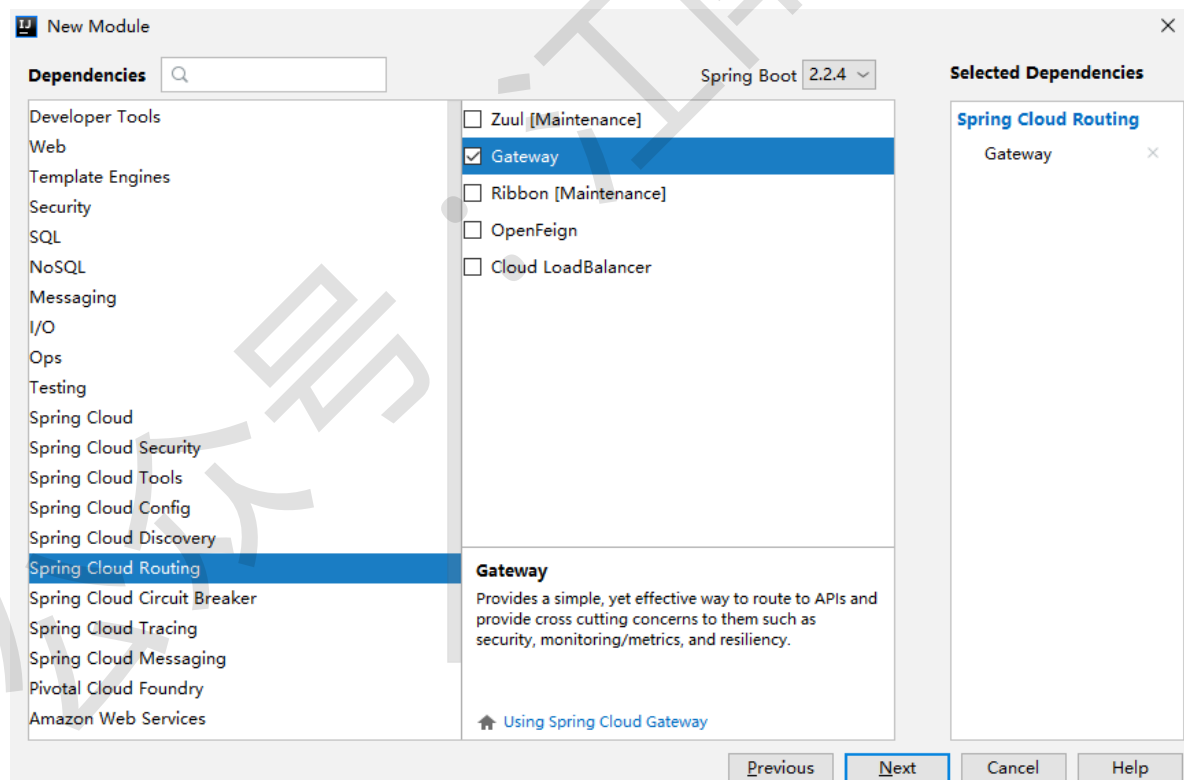 New Module
Dependencies
Spring Boot 2.2.4
Selected Dependencies
Developer Tools
Web
Template Engines
Security
SQL
NoSQL
Messaging
I/O
Ops
Testing
Spring Cloud
Spring Cloud Security
Spring Cloud Tools
Spring Cloud Config
Spring Cloud Discovery
Spring Cloud Routing
Spring Cloud Circuit Breaker
Spring Cloud Tracing
Spring Cloud Messaging
Pivotal Cloud Foundry
Amazon Web Services
Zuul [Maintenance]
Gateway
Ribbon [Maintenance]
OpenFeign
Cloud LoadBalancer
Gateway
Provides a simple, yet effective way to route to APIs and
provide cross cutting concerns to them such as
security, monitoring/metrics, and resiliency.
Using Spring Cloud Gateway
Spring Cloud Routing
Gateway
Previous
Next
Cancel
Help
公众号：江